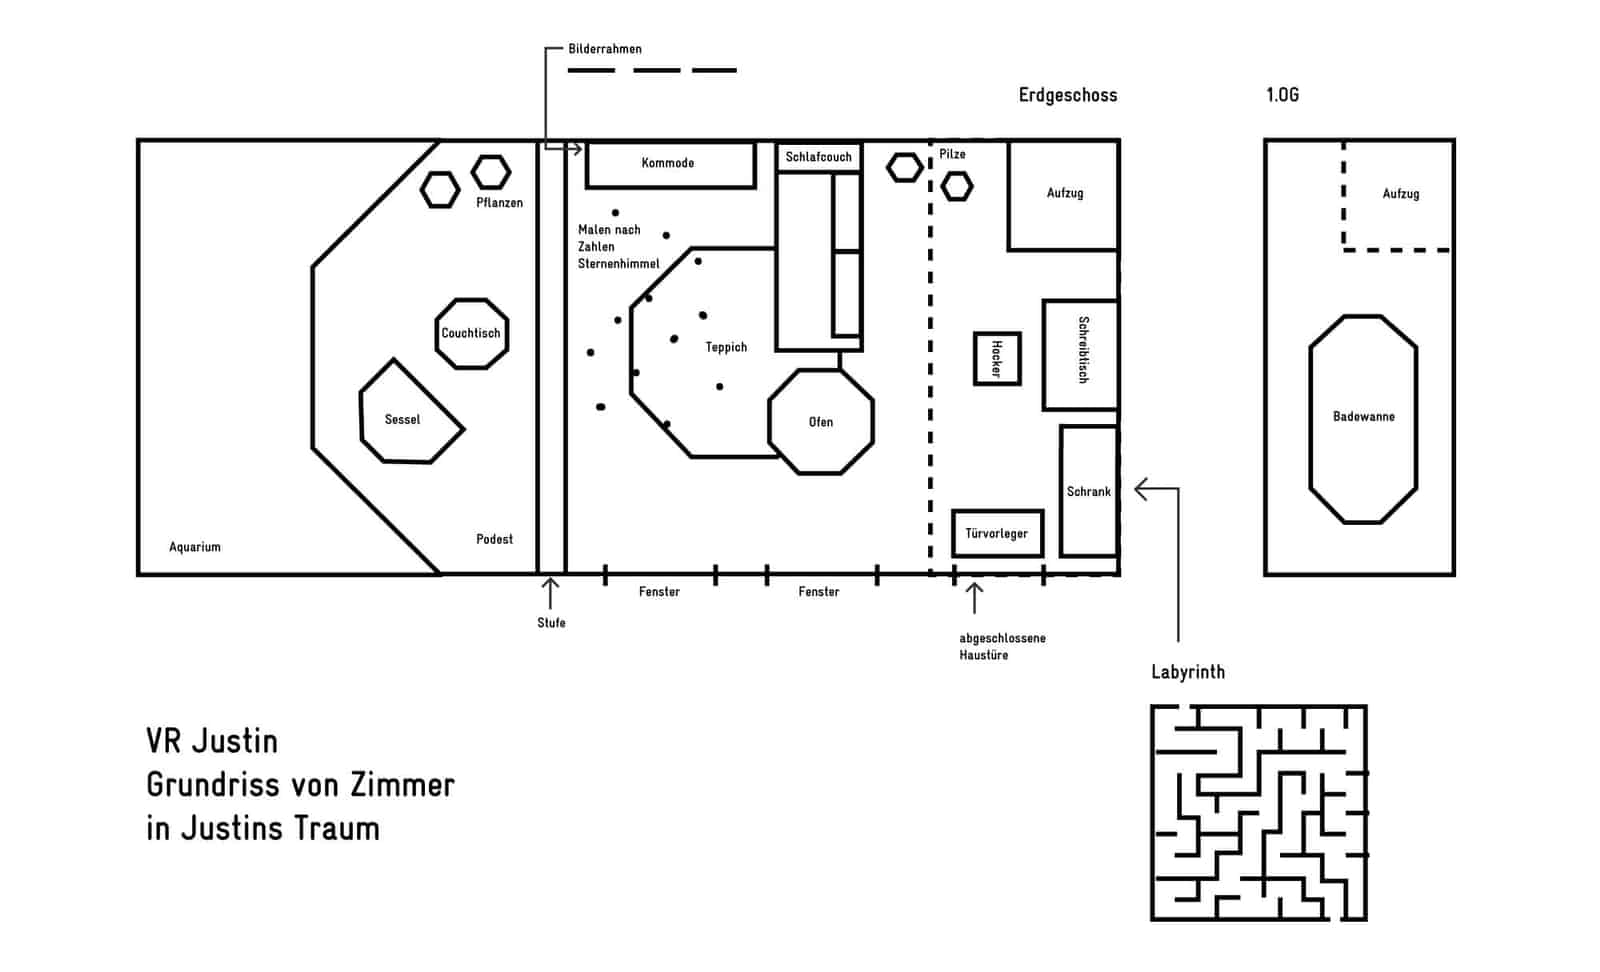 Bilderrahmen
Erdgeschoss
1.OG
Kommode
Schlafcouch
Pilze
Aufzug
Aufzug
Pflanzen
Malen nach
Zahlen
Sternenhimmel
Couchtisch
Teppich
Hocker
Schreibtisch
Sessel
Ofen
Badewanne
Schrank
Aquarium
Podest
Türvorleger
Fenster
Fenster
Stufe
abgeschlossene
Haustüre
Labyrinth
VR Justin
Grundriss von Zimmer
in Justins Traum